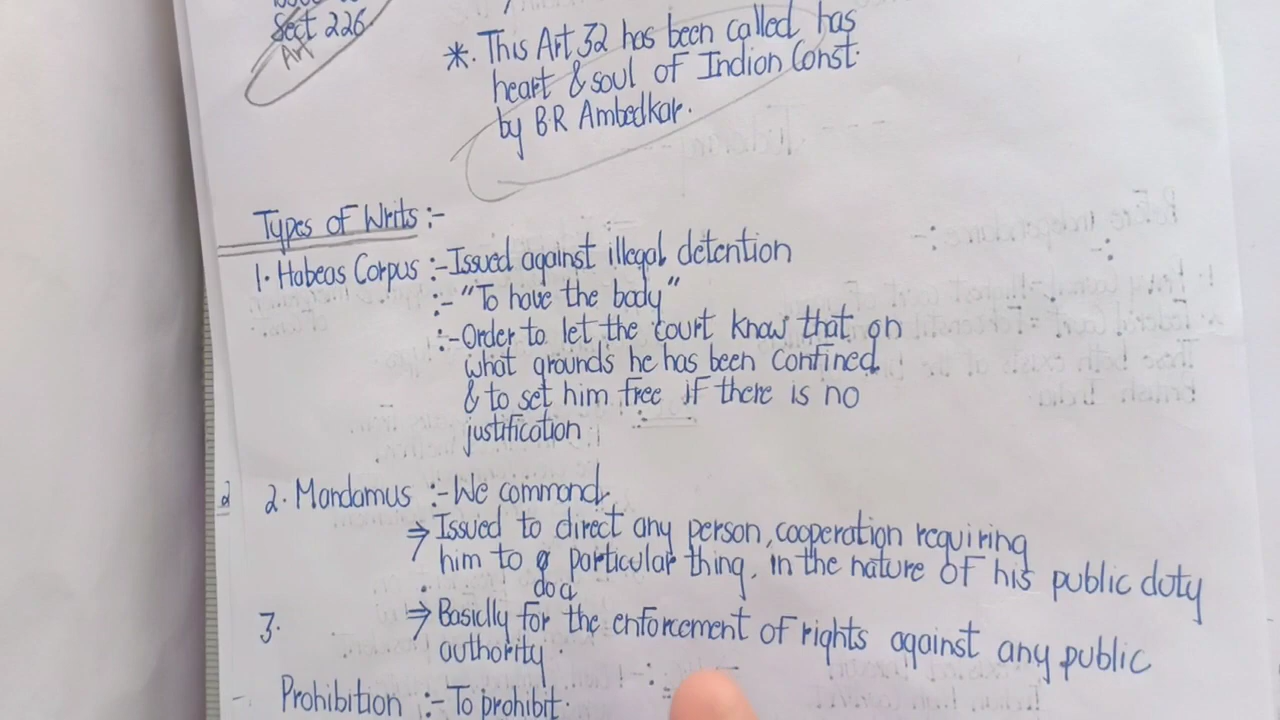 Sect 226
Art
*. This Art 32 has been called has
heart & soul of Indian Const.
by B.R Ambedkar.
Types of Writs :-
1. Habeas Corpus :- Issued against illegal detention
:- "To have the body"
:- Order to let the court know that on
what grounds he has been confined
& to set him free if there is no
justification
2 2. Mandamus :- We command
⇒ Issued to direct any person, cooperation requiring
him to particular thing, in the nature of his public duty
do a
3. ⇒ Basiclly for the enforcement of rights against any public
authority.
Prohibition :- To prohibit.